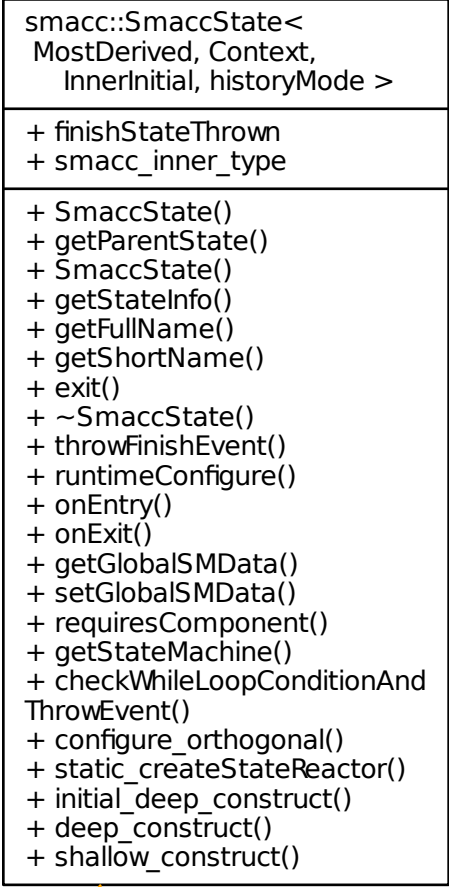 smacc::SmaccState<
MostDerived, Context,
InnerInitial, historyMode >
+ finishStateThrown
+ smacc_inner_type
+ SmaccState()
+ getParentState()
+ SmaccState()
+ getStateInfo()
+ getFullName()
+ getShortName()
+ exit()
+ ~SmaccState()
+ throwFinishEvent()
+ runtimeConfigure()
+ onEntry()
+ onExit()
+ getGlobalSMData()
+ setGlobalSMData()
+ requiresComponent()
+ getStateMachine()
+ checkWhileLoopConditionAnd
ThrowEvent()
+ configure_orthogonal()
+ static_createStateReactor()
+ initial_deep_construct()
+ deep_construct()
+ shallow_construct()